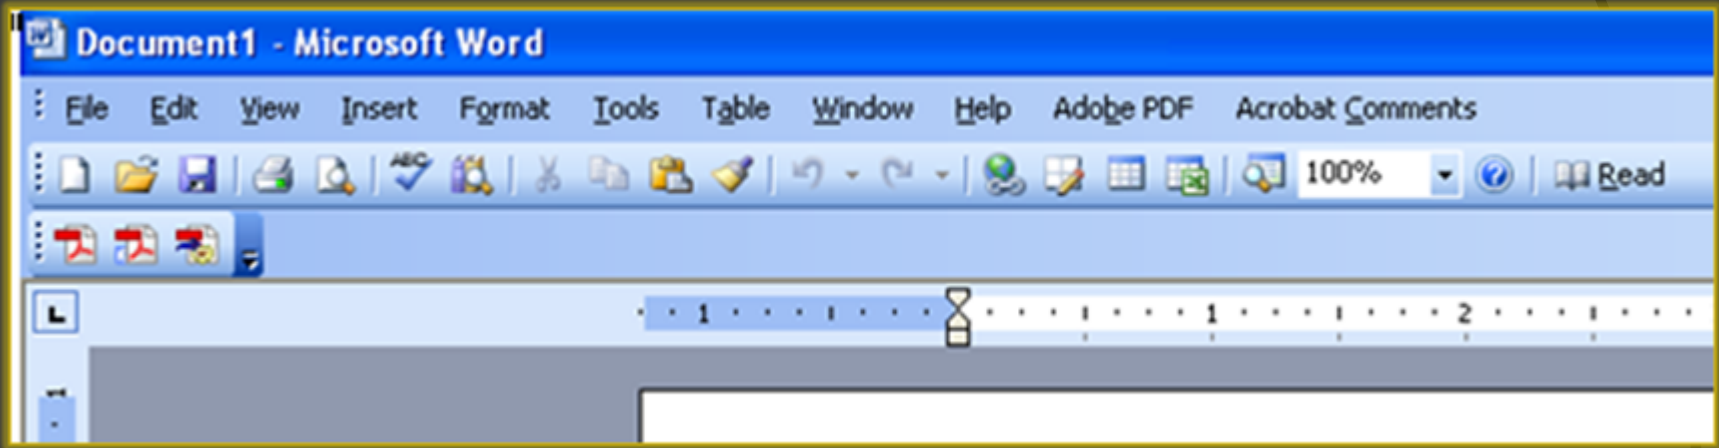 Document1 - Microsoft Word
File Edit View Insert Format Tools Table Window Help Adobe PDF Acrobat Comments
ABC 100% Read
L
1 1 2
1